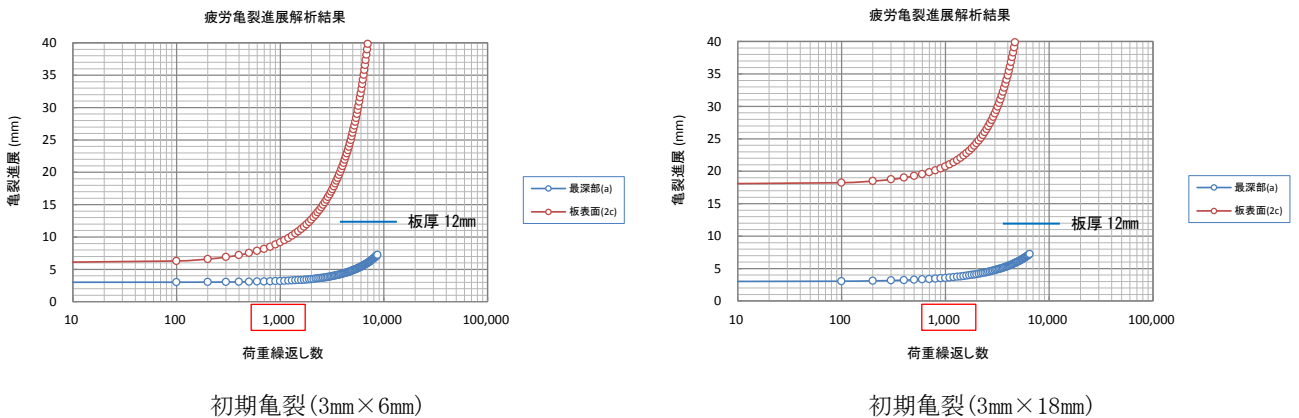 疲労亀裂進展解析結果
40
35
30
25
20
15
10
5
0
亀裂進展 (mm)
板厚 12㎜
10
100
1,000
10,000
100,000
荷重繰返し数
最深部(a)
板表面(2c)
初期亀裂(3㎜×6㎜)
疲労亀裂進展解析結果
40
35
30
25
20
15
10
5
0
亀裂進展 (mm)
板厚 12㎜
10
100
1,000
10,000
100,000
荷重繰返し数
最深部(a)
板表面(2c)
初期亀裂(3㎜×18㎜)